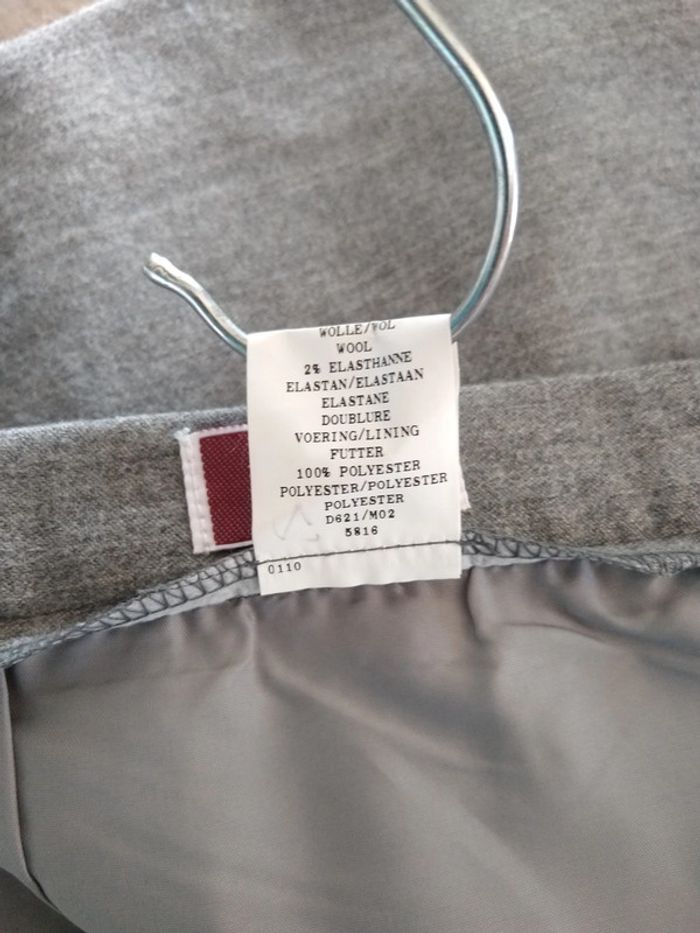 WOLLE/WOL
WOOL
2% ELASTHANNE
ELASTAN/ELASTAAN
ELASTANE
DOUBLURE
VOERING/LINING
FUTTER
100% POLYESTER
POLYESTER/POLYESTER
POLYESTER
D621/M02
5816
0110